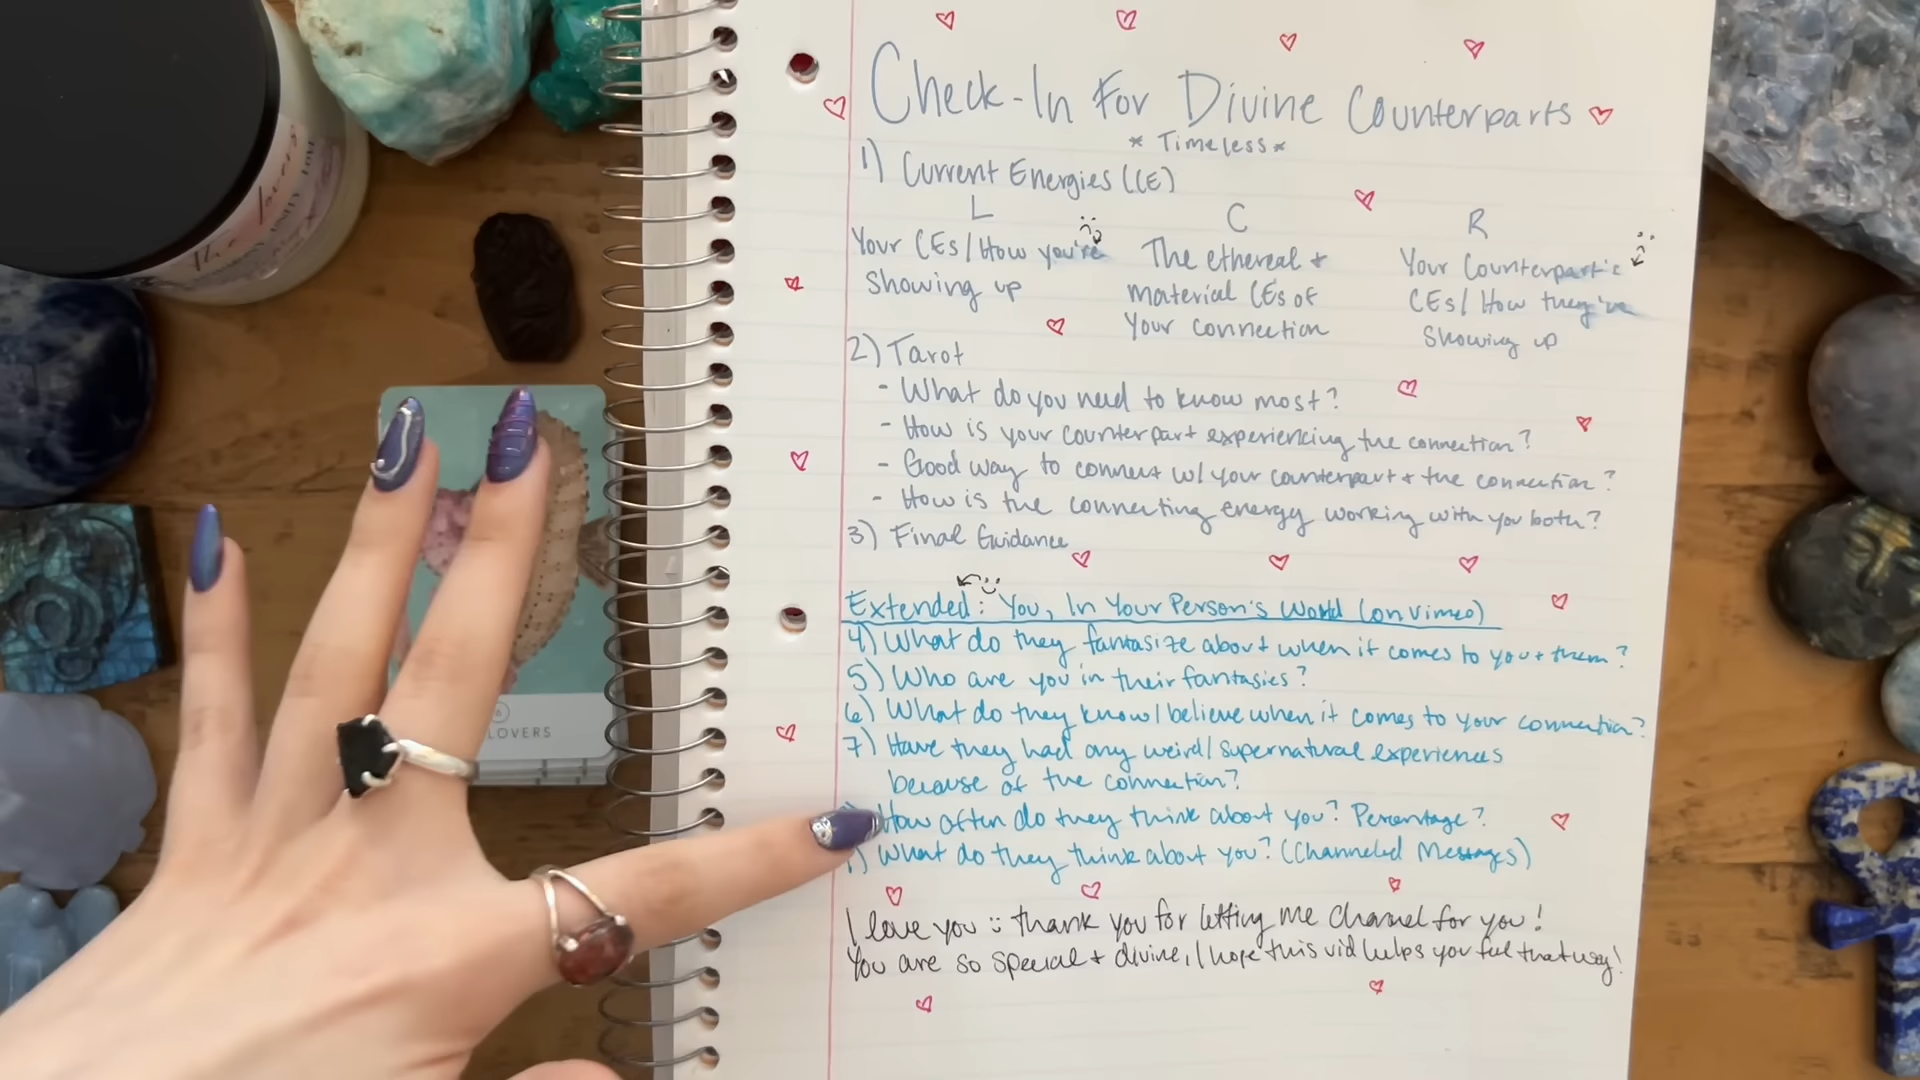 Check-In For Divine Counterparts
* Timeless *
1) Current Energies (CE)
L C R
Your CEs/How you're showing up
The ethereal + material CEs of your connection
Your Counterpart's CEs/How they're showing up
2) Tarot
- What do you need to know most?
- How is your counterpart experiencing the connection?
- Good way to connect w/ your counterpart + the connection?
- How is the connecting energy working with you both?
3) Final Guidance
Extended: You, In Your Person's World (on Vimeo)
4) What do they fantasize about when it comes to you + them?
5) Who are you in their fantasies?
6) What do they know/believe when it comes to your connection?
7) Have they had any weird/supernatural experiences
because of the connection?
How often do they think about you? Percentage?
What do they think about you? (Channeled Messages)
I love you thank you for letting me channel for you!
You are so special + divine, I hope this vid helps you feel that way!
LOVERS
The Lovers